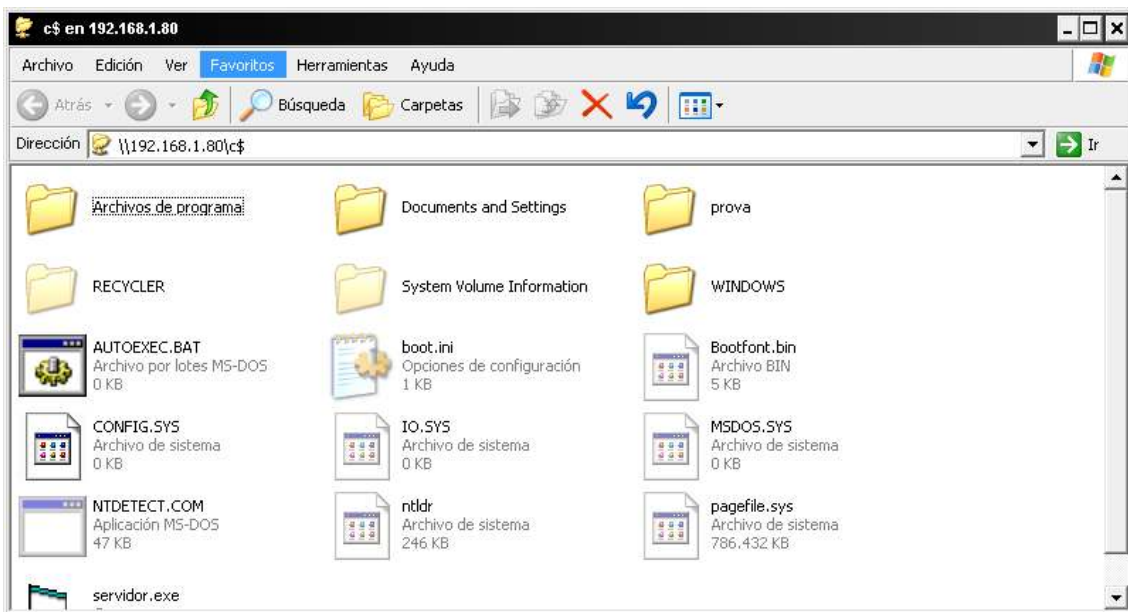 c$ en 192.168.1.80
Archivo Edición Ver Favoritos Herramientas Ayuda
Atrás Búsqueda Carpetas
Dirección \\192.168.1.80\c$ Ir
Archivos de programa
Documents and Settings
prova
RECYCLER
System Volume Information
WINDOWS
AUTOEXEC.BAT
Archivo por lotes MS-DOS
0 KB
boot.ini
Opciones de configuración
1 KB
Bootfont.bin
Archivo BIN
5 KB
CONFIG.SYS
Archivo de sistema
0 KB
IO.SYS
Archivo de sistema
0 KB
MSDOS.SYS
Archivo de sistema
0 KB
NTDETECT.COM
Aplicación MS-DOS
47 KB
ntldr
Archivo de sistema
246 KB
pagefile.sys
Archivo de sistema
786.432 KB
servidor.exe